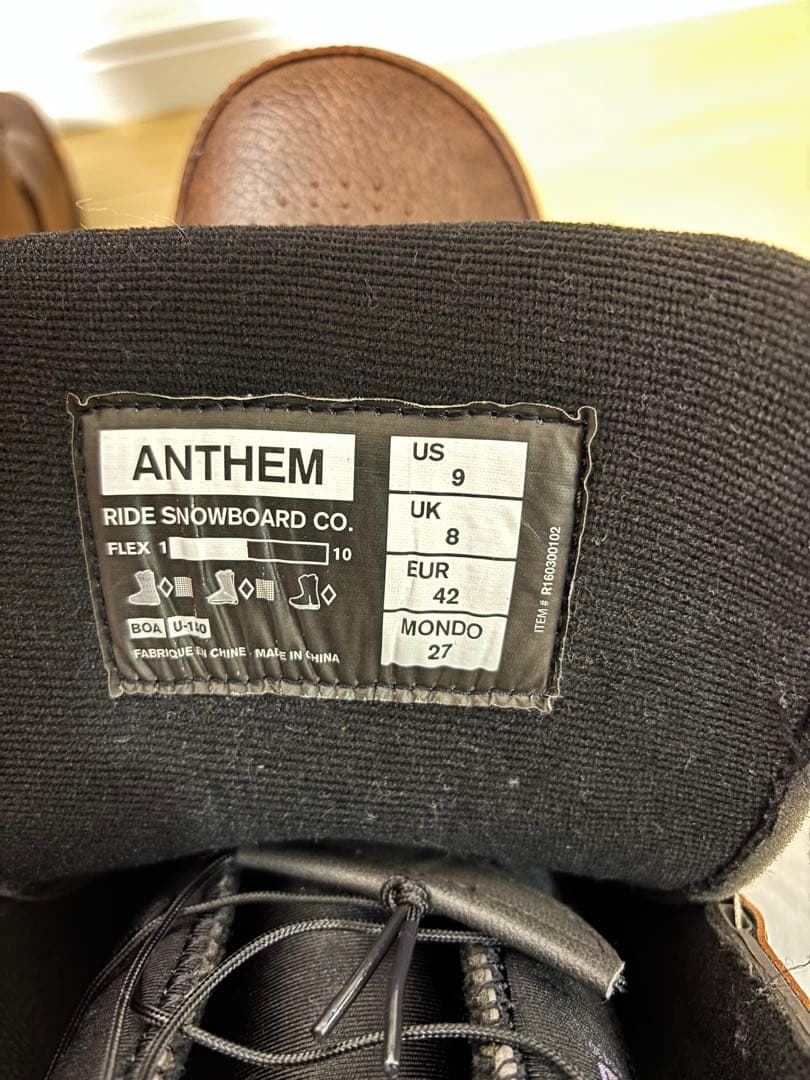 ANTHEM
RIDE SNOWBOARD CO.
FLEX 1 10
BOA
FABRIQUE EN CHINE . MADE IN CHINA
US
9
UK
8
EUR
42
MONDO
27
ITEM # R160300102